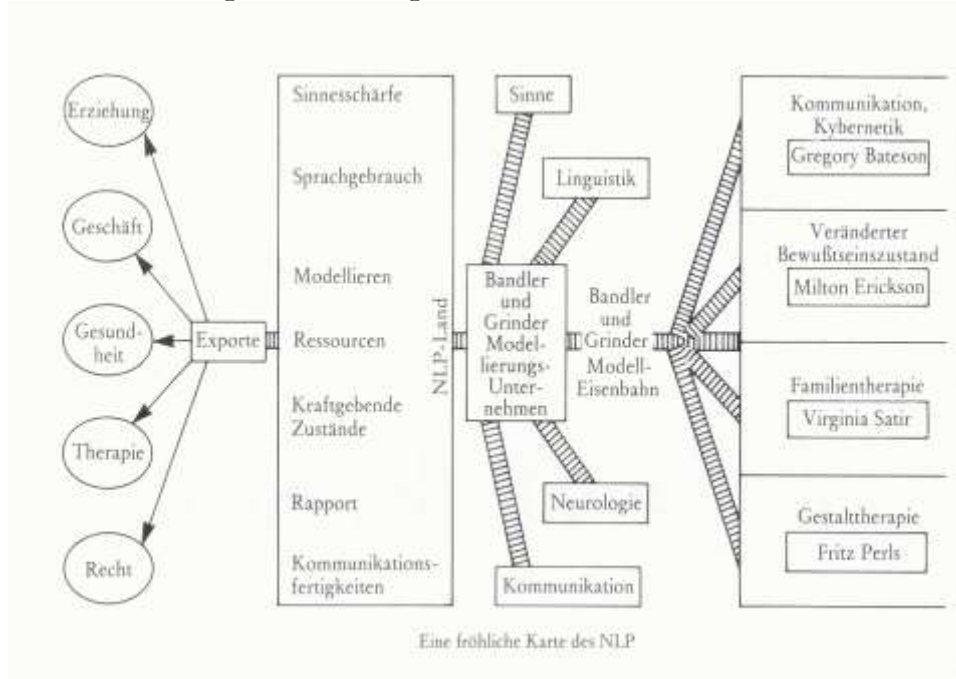 Erziehung
Geschäft
Gesund-
heit
Therapie
Recht
Exporte
Sinnesschärfe
Sprachgebrauch
Modellieren
Ressourcen
Kraftgebende
Zustände
Rapport
Kommunikations-
fertigkeiten
NLP-Land
Sinne
Linguistik
Bandler
und
Grinder
Model-
lierungs-
Unter-
nehmen
Neurologie
Kommunikation
Bandler
und
Grinder
Modell-
Eisenbahn
Kommunikation,
Kybernetik
Gregory Bateson
Veränderter
Bewußtseinszustand
Milton Erickson
Familientherapie
Virginia Satir
Gestalttherapie
Fritz Perls
Eine fröhliche Karte des NLP